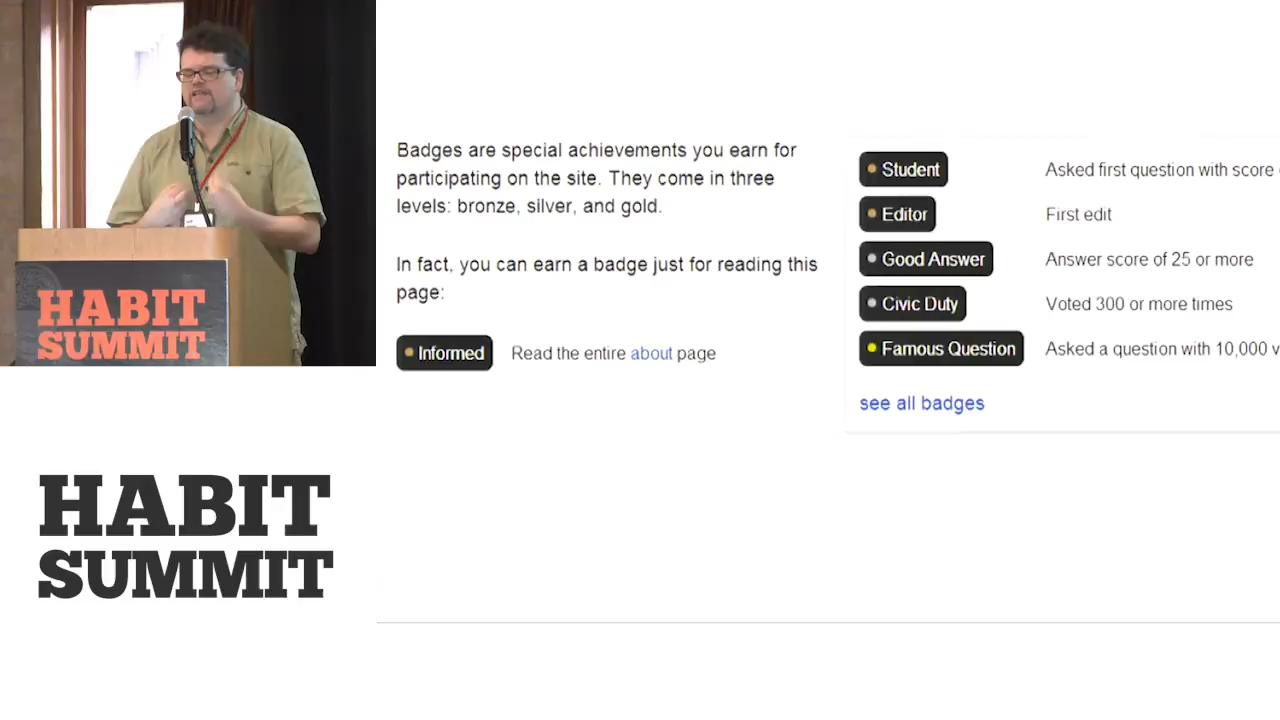 HABIT
SUMMIT
HABIT
SUMMIT
Badges are special achievements you earn for
participating on the site. They come in three
levels: bronze, silver, and gold.
In fact, you can earn a badge just for reading this
page:
Informed Read the entire about page
Student Asked first question with score
Editor First edit
Good Answer Answer score of 25 or more
Civic Duty Voted 300 or more times
Famous Question Asked a question with 10,000
see all badges